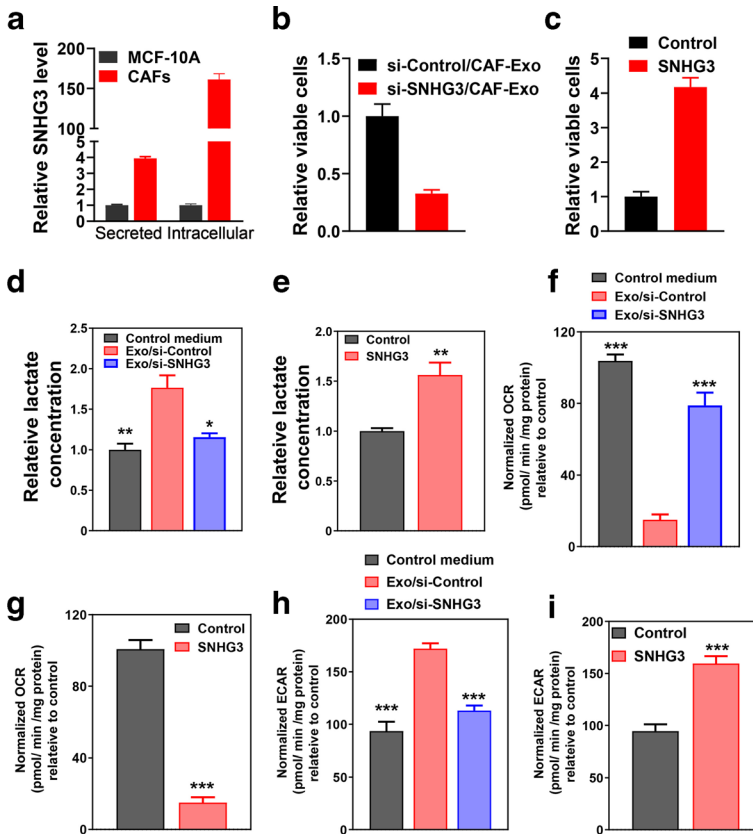 a
Relative SNHG3 level
150
100
50
5
4
3
2
1
0
MCF-10A
CAFs
Secreted Intracellular
b
Relative viable cells
1.5
1.0
0.5
0.0
si-Control/CAF-Exo
si-SNHG3/CAF-Exo
c
Relative viable cells
6
4
2
0
Control
SNHG3
d
Relateive lactate
concentration
2.5
2.0
1.5
1.0
0.5
0.0
Control medium
Exo/si-Control
Exo/si-SNHG3
**
*
e
Relateive lactate
concentration
2.0
1.5
1.0
0.5
0.0
Control
SNHG3
**
f
Control medium
Exo/si-Control
Exo/si-SNHG3
Normalized OCR
(pmol/ min /mg protein)
relateive to control
120
80
40
0
***
***
g
Normalized OCR
(pmol/ min /mg protein)
relateive to control
120
80
40
0
Control
SNHG3
***
h
Control medium
Exo/si-Control
Exo/si-SNHG3
Normalized ECAR
(pmol/ min /mg protein)
relateive to control
200
150
100
50
0
***
***
i
Normalized ECAR
(pmol/ min /mg protein)
relateive to control
200
150
100
50
0
Control
SNHG3
***